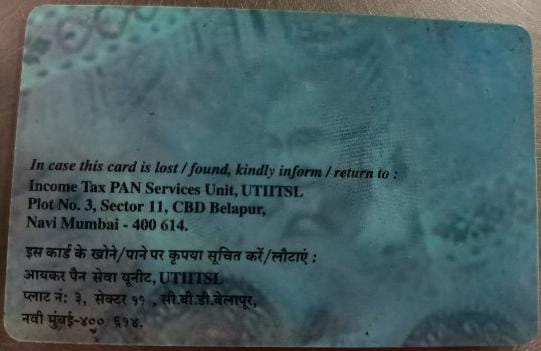 In case this card is lost / found, kindly inform / return to :
Income Tax PAN Services Unit, UTIITSL
Plot No. 3, Sector 11, CBD Belapur,
Navi Mumbai - 400 614.
इस कार्ड के खोने/पाने पर कृपया सूचित करें/लौटाएं :
आयकर पैन सेवा यूनीट, UTIITSL
प्लाट नं: ३, सेक्टर ११ , सी.बी.डी.बेलापूर,
नवी मुंबई-४०० ६१४.